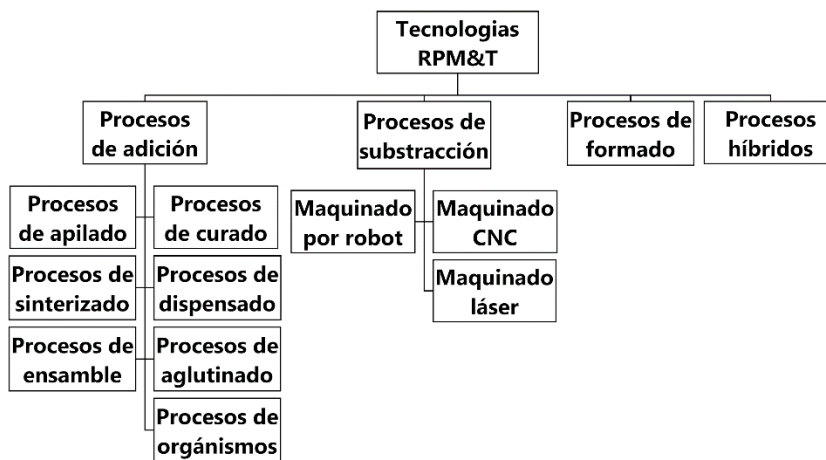 Tecnologias
RPM&T
Procesos
de adición
Procesos de
substracción
Procesos de
formado
Procesos
híbridos
Procesos
de apilado
Procesos
de curado
Maquinado
por robot
Maquinado
CNC
Procesos de
sinterizado
Procesos de
dispensado
Maquinado
láser
Procesos de
ensamble
Procesos de
aglutinado
Procesos de
orgánismos